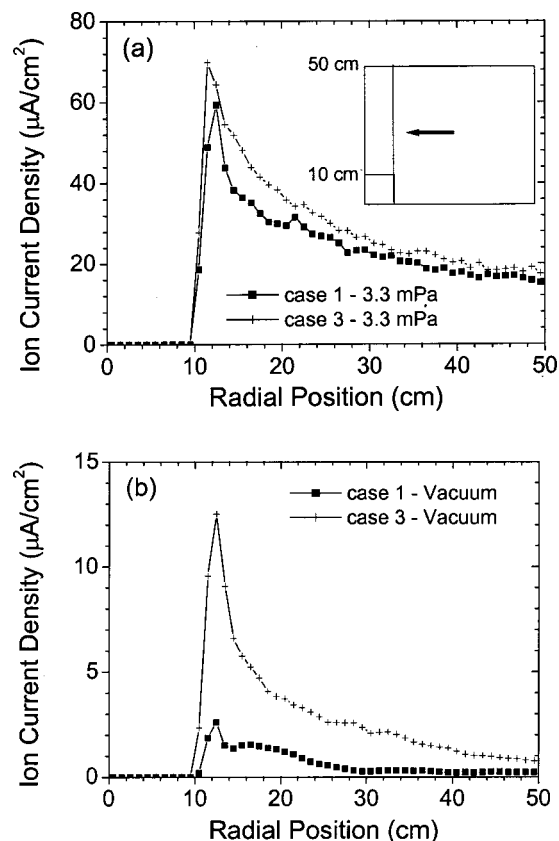 (a)
80
60
40
20
0
Ion Current Density (μA/cm²)
50 cm
10 cm
case 1 - 3.3 mPa
case 3 - 3.3 mPa
0 10 20 30 40 50
Radial Position (cm)
(b)
15
10
5
0
Ion Current Density (μA/cm²)
case 1 - Vacuum
case 3 - Vacuum
0 10 20 30 40 50
Radial Position (cm)